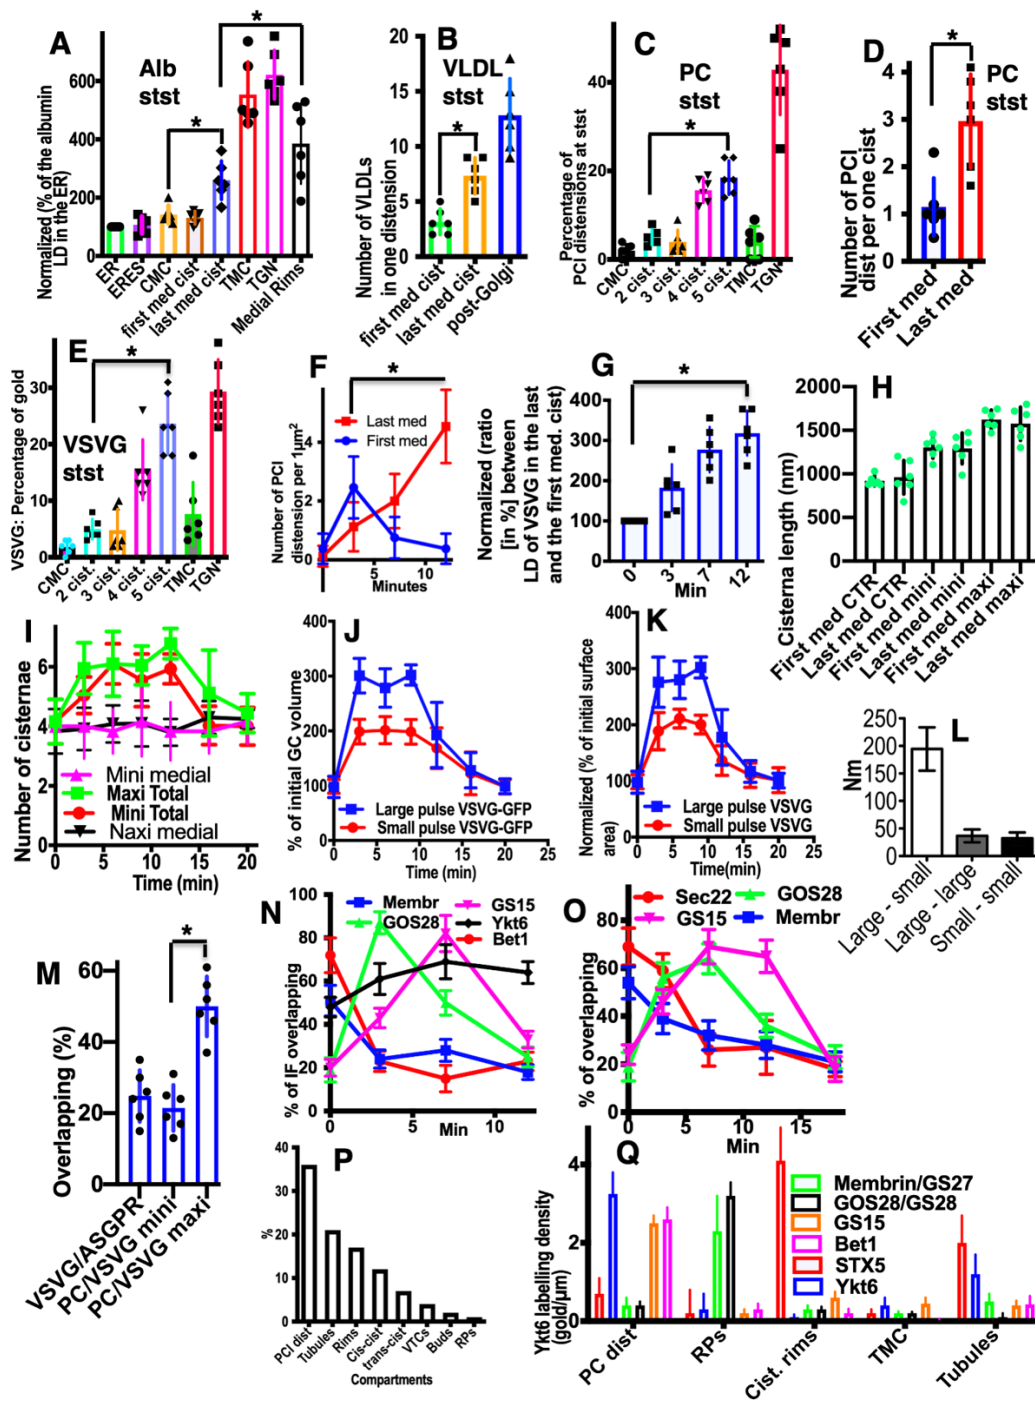 A
Alb
stst
*
*
Normalized (% of the albumin
LD in the ER)
600
400
200
0
ER
ERES
CMC
first med cist
last med cist
TMC
TGN
Medial Rims
B
VLDL
stst
*
Number of VLDLs
in one distension
20
15
10
5
0
first med cist
last med cist
post-Golgi
C
PC
stst
*
Percentage of
PCI distensions at stst
40
20
0
CMC
2 cist.
3 cist.
4 cist.
5 cist.
TMC
TGN
D
*
PC
stst
Number of PCI
dist per one cist
4
3
2
1
0
First med
Last med
E
*
VSVG
stst
VSVG: Percentage of gold
30
20
10
0
CMC
2 cist.
3 cist.
4 cist.
5 cist.
TMC
TGN
F
*
Last med
First med
Number of PCI
distension per 1µm²
4
2
0
5
10
Minutes
G
*
Normalized (ratio
[in %] between
LD of VSVG in the last
and the first med. cist)
400
300
200
100
0
0
3
7
12
Min
H
Cisterna length (nm)
2000
1500
1000
500
0
First med CTR
Last med CTR
First med mini
Last med mini
First med maxi
Last med maxi
I
Number of cisternae
6
4
2
0
Mini medial
Maxi Total
Mini Total
Naxi medial
0
5
10
15
20
Time (min)
J
% of initial GC volume
400
300
200
100
0
Large pulse VSVG-GFP
Small pulse VSVG-GFP
0
5
10
15
20
25
Time (min)
K
Normalized (% of initial surface
area)
400
300
200
100
0
Large pulse VSVG
Small pulse VSVG
0
5
10
15
20
25
Time(min)
L
Nm
250
200
150
100
50
0
Large - small
Large - large
Small - small
M
*
Overlapping (%)
60
40
20
0
VSVG/ASGPR
PC/VSVG mini
PC/VSVG maxi
N
Membr
GOS28
GS15
Ykt6
Bet1
% of IF overlapping
100
80
60
40
20
0
0
5
10
Min
O
Sec22
GOS28
GS15
Membr
% of overlapping
80
60
40
20
0
0
5
10
15
Min
P
%
40
30
20
10
0
PCI dist
Tubules
Rims
Cis-cist
trans-cist
VTCs
Buds
RPs
Compartments
Q
Membrin/GS27
GOS28/GS28
GS15
Bet1
STX5
Ykt6
Ykt6 labelling density
(gold/µm)
4
2
0
PC dist
RPs
Cist. rims
TMC
Tubules